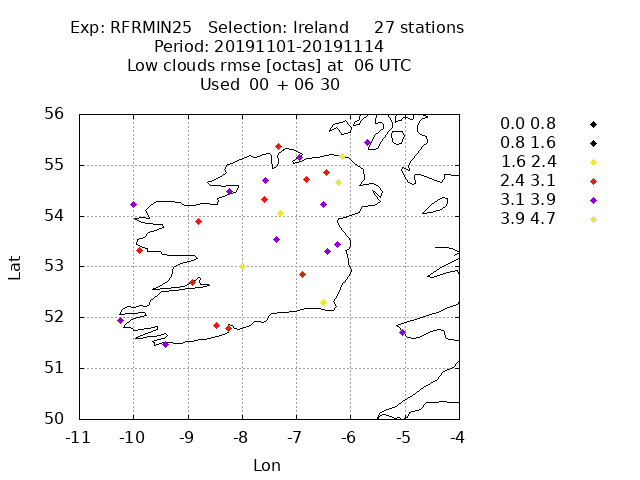 Exp: RFRMIN25 Selection: Ireland 27 stations
Period: 20191101-20191114
Low clouds rmse [octas] at 06 UTC
Used 00 + 06 30
56
55
54
53
52
51
50
-11 -10 -9 -8 -7 -6 -5 -4
Lat
Lon
0.0 0.8
0.8 1.6
1.6 2.4
2.4 3.1
3.1 3.9
3.9 4.7